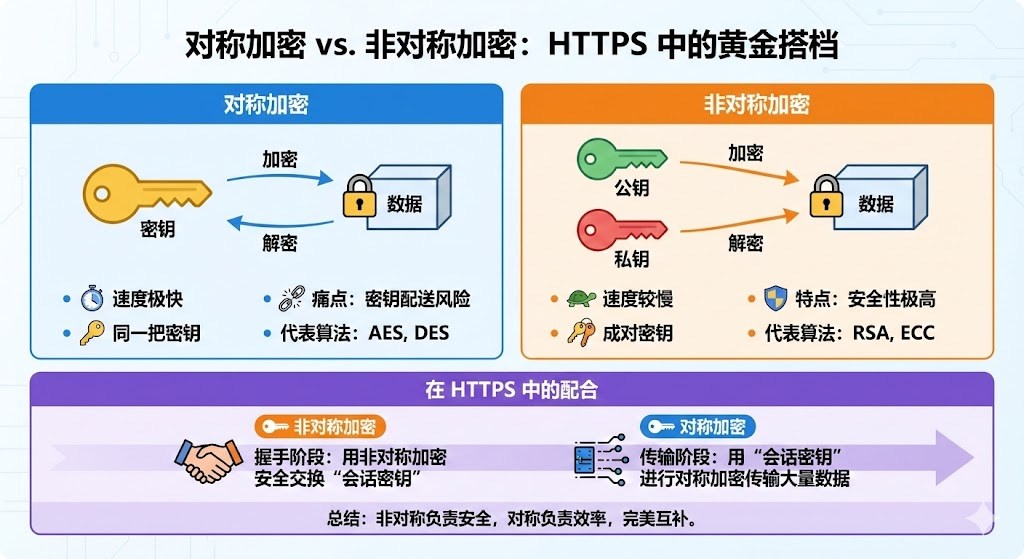 对称加密 vs. 非对称加密：HTTPS 中的黄金搭档
对称加密
加密
密钥
数据
解密
速度极快
痛点：密钥配送风险
同一把密钥
代表算法：AES, DES
非对称加密
公钥
加密
数据
私钥
解密
速度较慢
特点：安全性极高
成对密钥
代表算法：RSA, ECC
在 HTTPS 中的配合
非对称加密
握手阶段：用非对称加密
安全交换“会话密钥”
对称加密
传输阶段：用“会话密钥”
进行对称加密传输大量数据
总结：非对称负责安全，对称负责效率，完美互补。